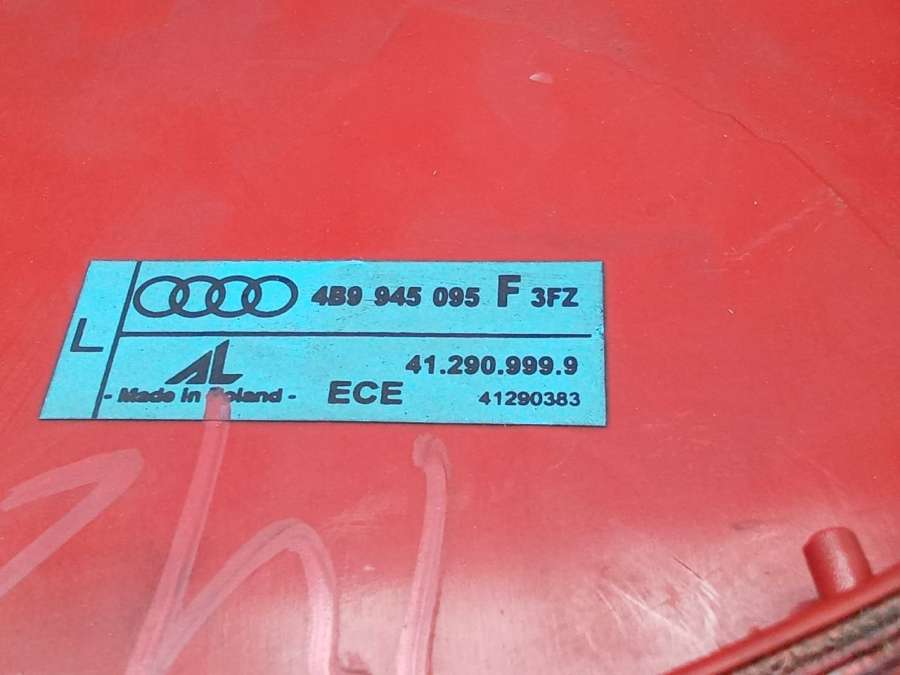 L
4B9 945 095 F 3FZ
AL
41.290.999.9
- Made in Poland -
ECE
41290383